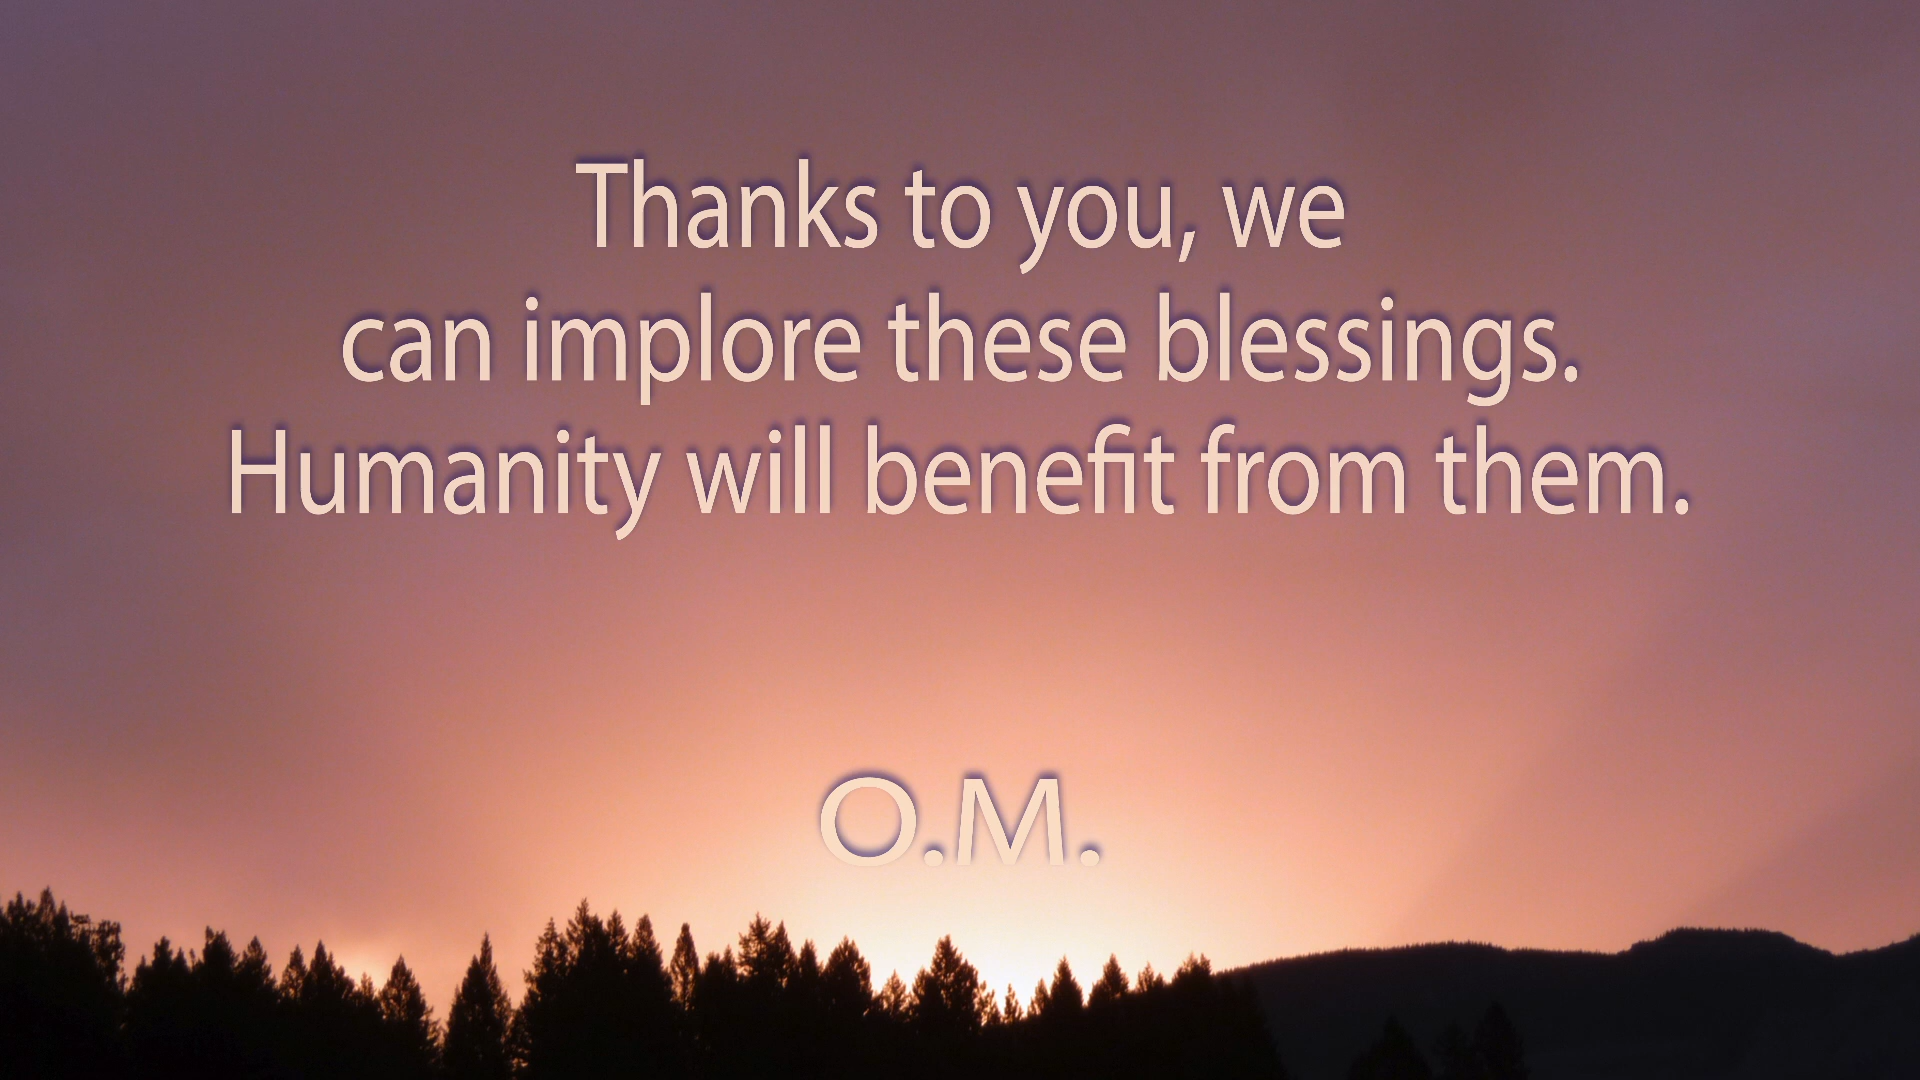 Thanks to you, we
can implore these blessings.
Humanity will benefit from them.
O.M.